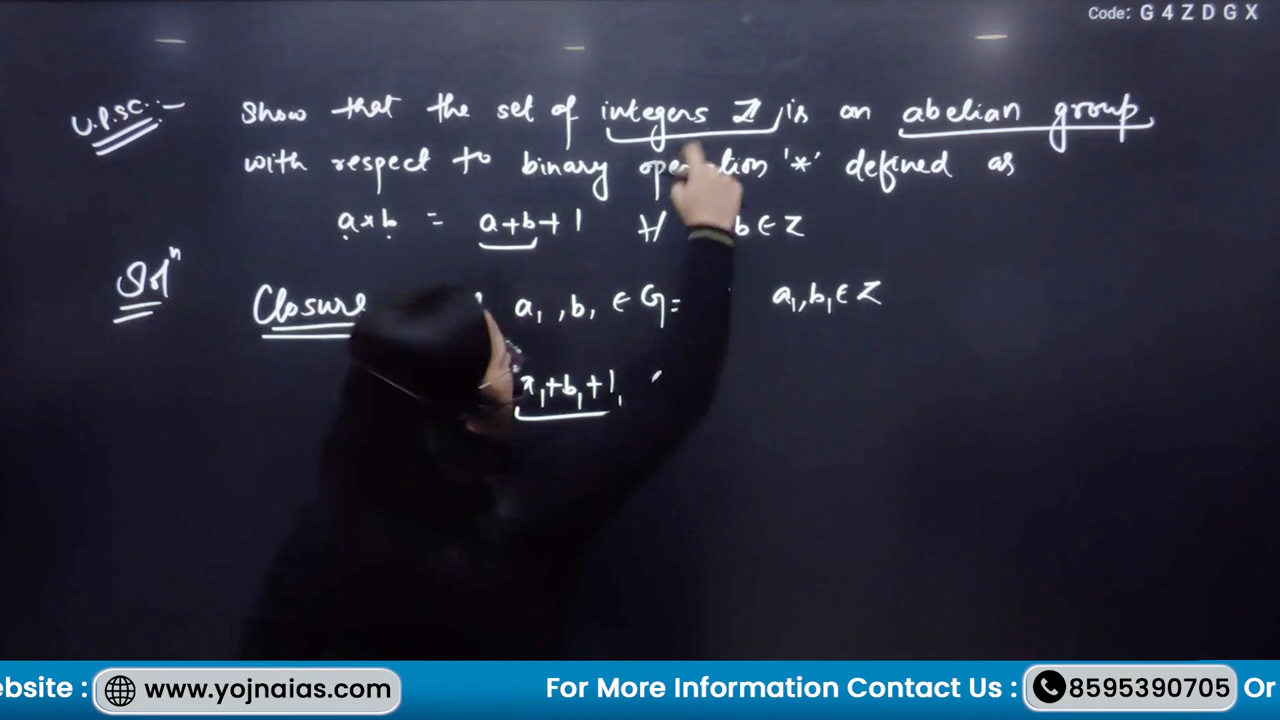 Code: G 4 Z D G X
U.P.S.C. :- Show that the set of integers Z, is an abelian group
with respect to binary operation '*' defined as
a * b = a + b + 1 ∀ b ∈ Z
Solⁿ
Closure a₁, b₁ ∈ G = a₁, b₁ ∈ Z
a₁ + b₁ + 1,
ebsite : www.yojnaias.com For More Information Contact Us : 8595390705 Or